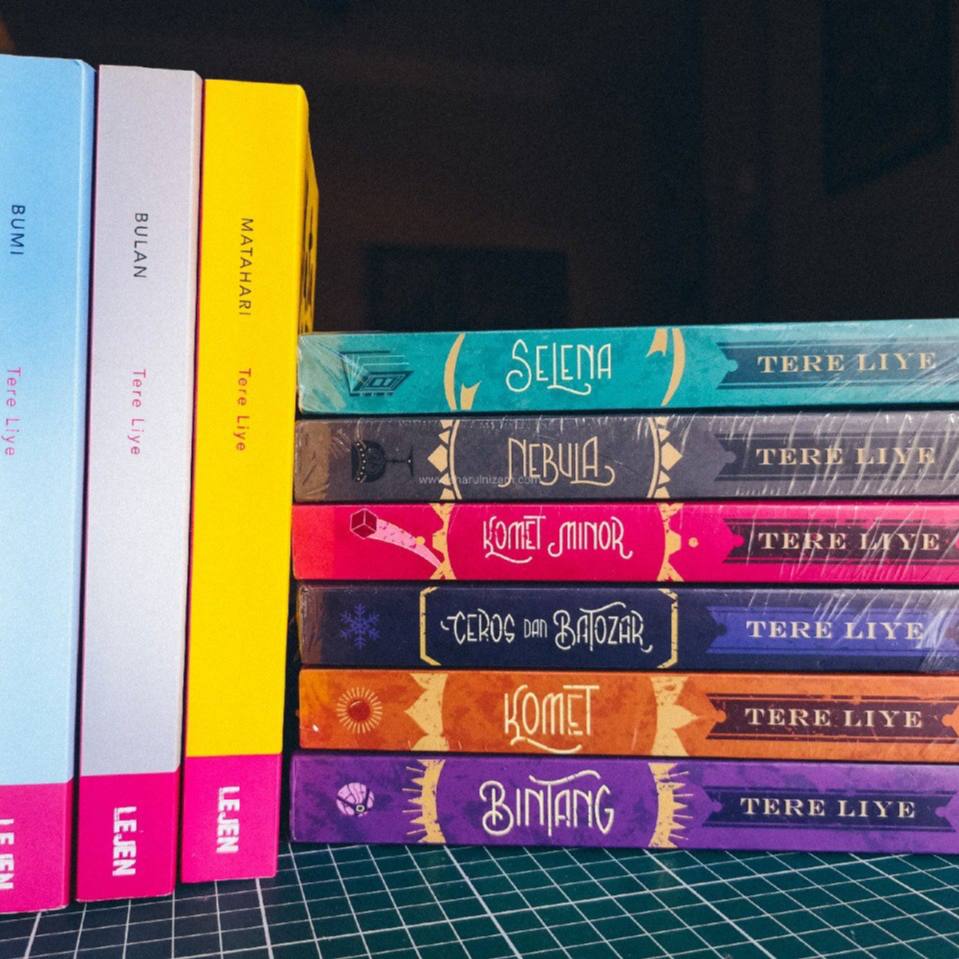 BUMI Tere Liye LEJEN
BULAN Tere Liye LEJEN
MATAHARI Tere Liye LEJEN
SELENA TERE LIYE
NEBULA TERE LIYE
KOMET MINOR TERE LIYE
CEROS DAN BATOZAR TERE LIYE
KOMET TERE LIYE
BINTANG TERE LIYE